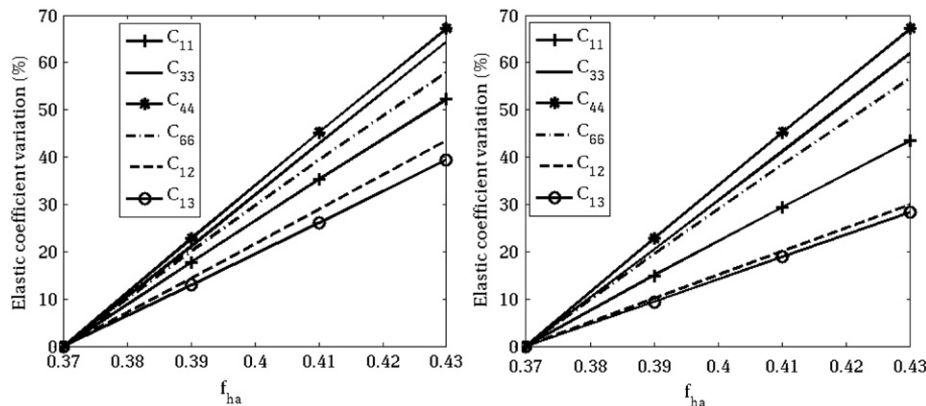 Elastic coefficient variation (%)
70
60
50
40
30
20
10
0
C11
C33
C44
C66
C12
C13
0.37 0.38 0.39 0.4 0.41 0.42 0.43
fha
Elastic coefficient variation (%)
70
60
50
40
30
20
10
0
C11
C33
C44
C66
C12
C13
0.37 0.38 0.39 0.4 0.41 0.42 0.43
fha